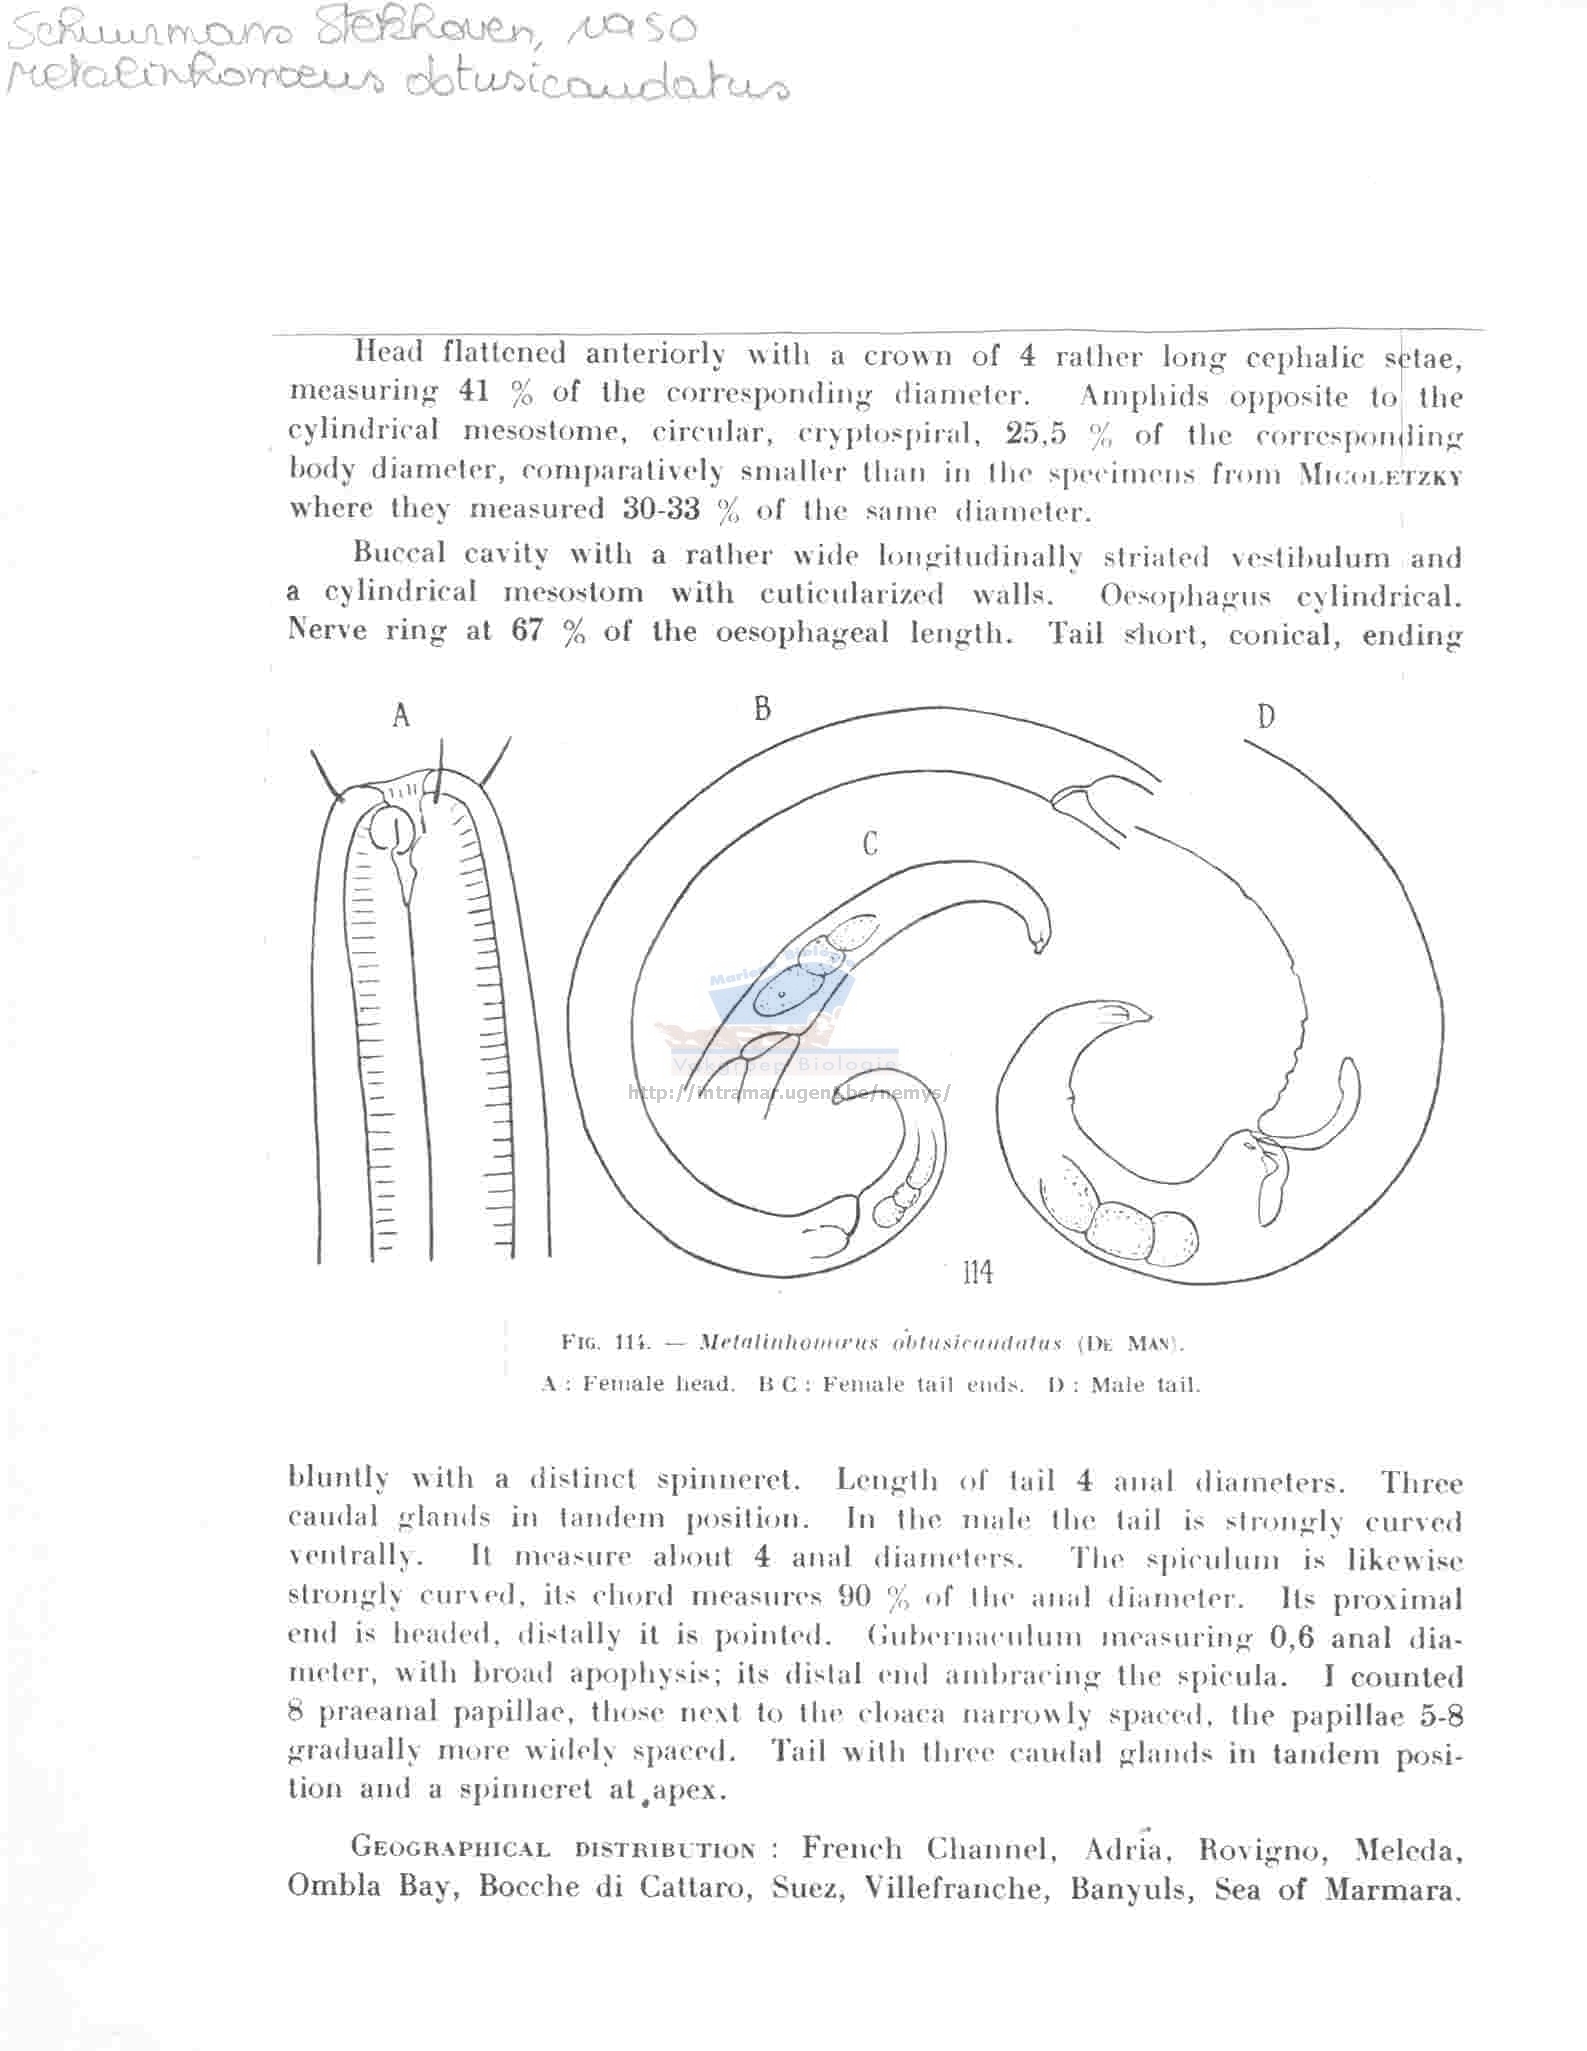 Schuurmans Stekhoven, 1950
Metalinhomoeus obtusicaudatus
Head flattened anteriorly with a crown of 4 rather long cephalic setae,
measuring 41 % of the corresponding diameter. Amphids opposite to the
cylindrical mesostome, circular, cryptospiral, 25,5 % of the corresponding
body diameter, comparatively smaller than in the specimens from MICOLETZKY
where they measured 30-33 % of the same diameter.
Buccal cavity with a rather wide longitudinally striated vestibulum and
a cylindrical mesostom with cuticularized walls. Oesophagus cylindrical.
Nerve ring at 67 % of the oesophageal length. Tail short, conical, ending
A
B
D
C
Mariene Biologie
Vakgroep Biologie
http://intramar.ugent.be/nemys/
114
FIG. 114. — Metalinhomœus obtusicaudatus (DE MAN).
A : Female head. B C : Female tail ends. D : Male tail.
bluntly with a distinct spinneret. Length of tail 4 anal diameters. Three
caudal glands in tandem position. In the male the tail is strongly curved
ventrally. It measure about 4 anal diameters. The spiculum is likewise
strongly curved, its chord measures 90 % of the anal diameter. Its proximal
end is headed, distally it is pointed. Gubernaculum measuring 0,6 anal dia-
meter, with broad apophysis; its distal end ambracing the spicula. I counted
8 praeanal papillae, those next to the cloaca narrowly spaced, the papillae 5-8
gradually more widely spaced. Tail with three caudal glands in tandem posi-
tion and a spinneret at apex.
GEOGRAPHICAL DISTRIBUTION : French Channel, Adria, Rovigno, Meleda,
Ombla Bay, Bocche di Cattaro, Suez, Villefranche, Banyuls, Sea of Marmara.